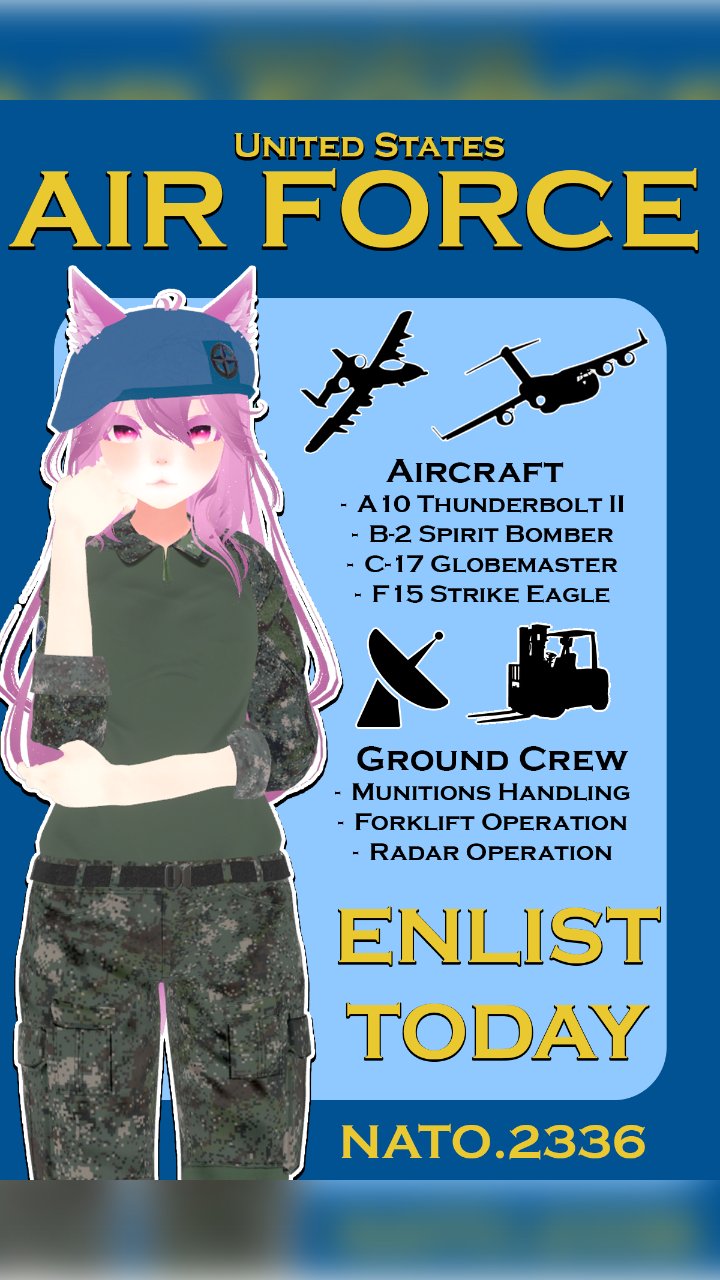 United States
AIR FORCE
Aircraft
- A10 Thunderbolt II
- B-2 Spirit Bomber
- C-17 Globemaster
- F15 Strike Eagle
Ground Crew
- Munitions Handling
- Forklift Operation
- Radar Operation
ENLIST
TODAY
NATO.2336